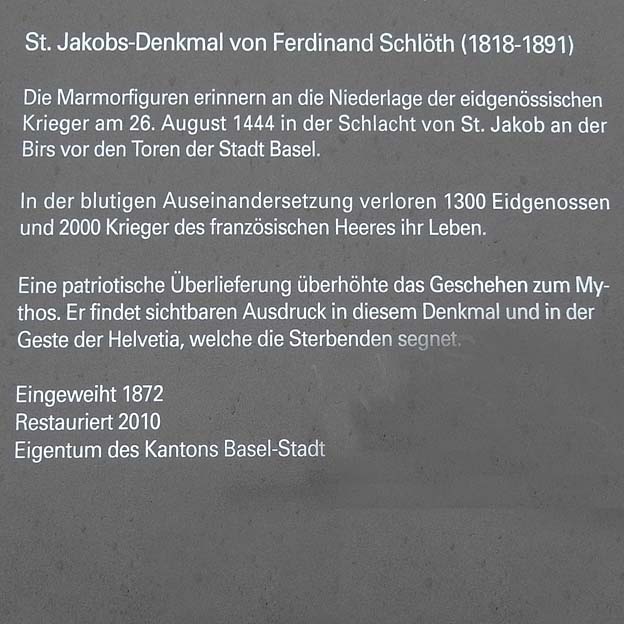 St. Jakobs-Denkmal von Ferdinand Schlöth (1818-1891)
Die Marmorfiguren erinnern an die Niederlage der eidgenössischen
Krieger am 26. August 1444 in der Schlacht von St. Jakob an der
Birs vor den Toren der Stadt Basel.
In der blutigen Auseinandersetzung verloren 1300 Eidgenossen
und 2000 Krieger des französischen Heeres ihr Leben.
Eine patriotische Überlieferung überhöhte das Geschehen zum My-
thos. Er findet sichtbaren Ausdruck in diesem Denkmal und in der
Geste der Helvetia, welche die Sterbenden segnet.
Eingeweiht 1872
Restauriert 2010
Eigentum des Kantons Basel-Stadt